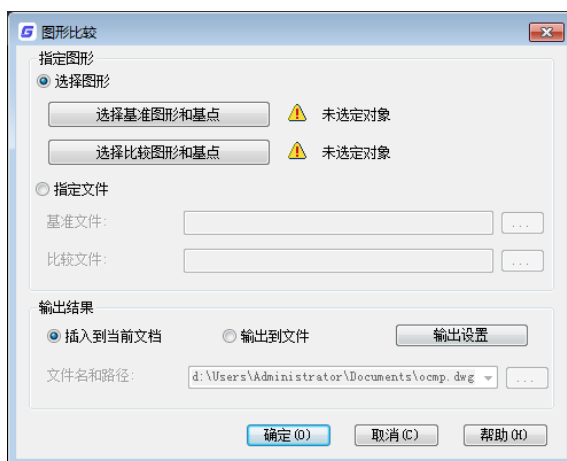 图形比较
指定图形
选择图形
选择基准图形和基点 未选定对象
选择比较图形和基点 未选定对象
指定文件
基准文件: ...
比较文件: ...
输出结果
插入到当前文档 输出到文件 输出设置
文件名和路径: d:\Users\Administrator\Documents\ocmp.dwg ...
确定(O) 取消(C) 帮助(H)